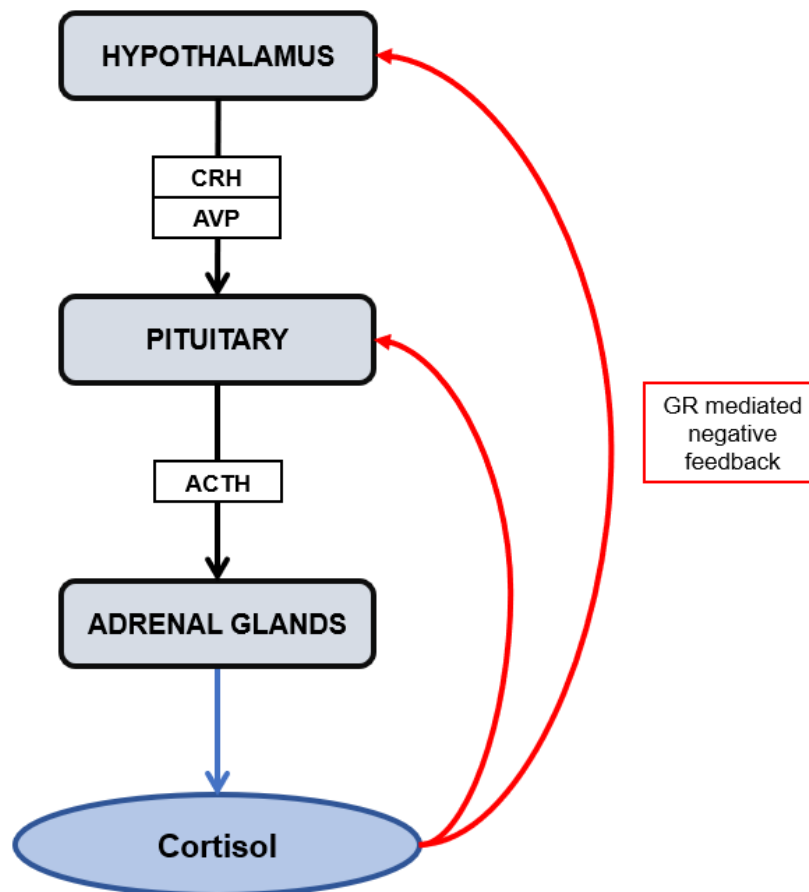 HYPOTHALAMUS
CRH
AVP
PITUITARY
GR mediated
negative
feedback
ACTH
ADRENAL GLANDS
Cortisol